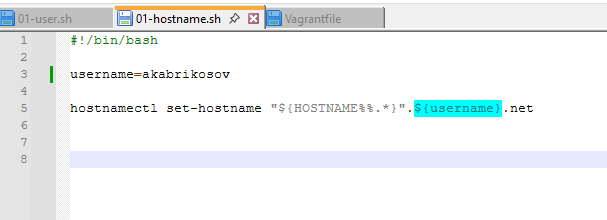 01-user.sh 01-hostname.sh Vagrantfile
1 #!/bin/bash
2
3 username=akabrikosov
4
5 hostnamectl set-hostname "${HOSTNAME%%.*}".${username}.net
6
7
8